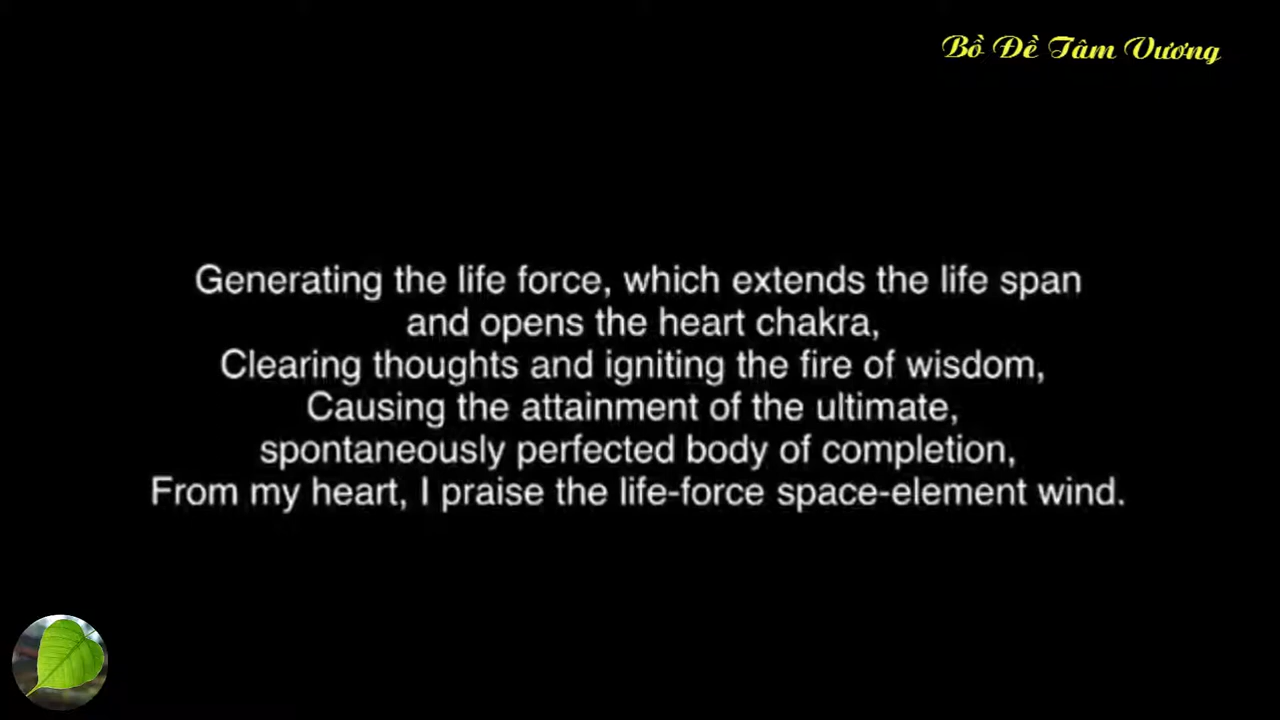 Bồ Đề Tâm Vương
Generating the life force, which extends the life span
and opens the heart chakra,
Clearing thoughts and igniting the fire of wisdom,
Causing the attainment of the ultimate,
spontaneously perfected body of completion,
From my heart, I praise the life-force space-element wind.